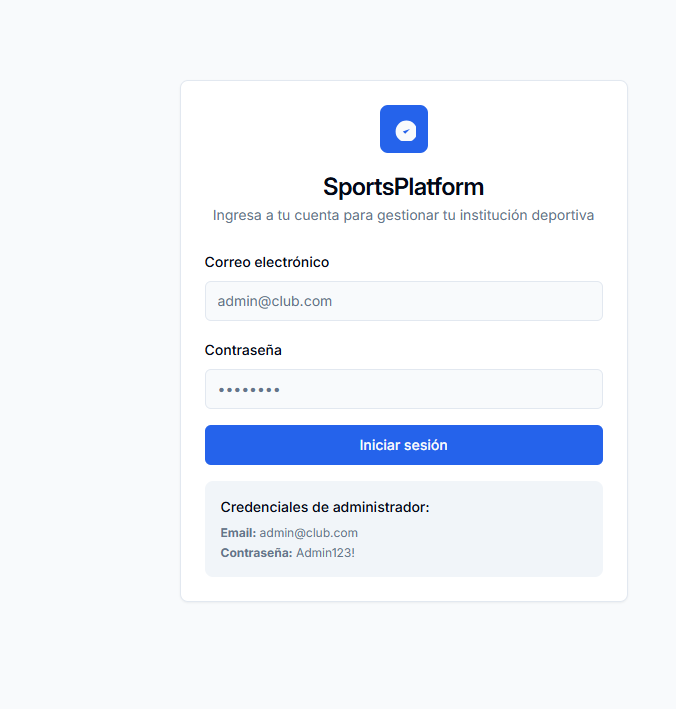 SportsPlatform
Ingresa a tu cuenta para gestionar tu institución deportiva
Correo electrónico
admin@club.com
Contraseña
••••••••
Iniciar sesión
Credenciales de administrador:
Email: admin@club.com
Contraseña: Admin123!